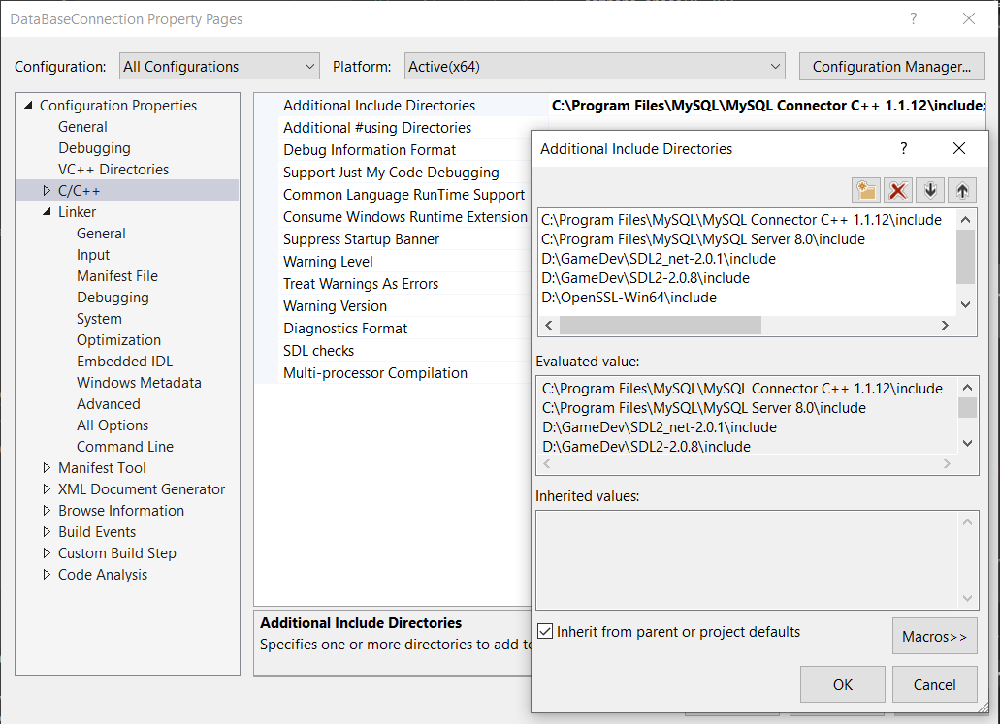 DataBaseConnection Property Pages
Configuration: All Configurations Platform: Active(x64) Configuration Manager...
Configuration Properties
General
Debugging
VC++ Directories
C/C++
Linker
General
Input
Manifest File
Debugging
System
Optimization
Embedded IDL
Windows Metadata
Advanced
All Options
Command Line
Manifest Tool
XML Document Generator
Browse Information
Build Events
Custom Build Step
Code Analysis
Additional Include Directories C:\Program Files\MySQL\MySQL Connector C++ 1.1.12\include;
Additional #using Directories
Debug Information Format
Support Just My Code Debugging
Common Language RunTime Support
Consume Windows Runtime Extension
Suppress Startup Banner
Warning Level
Treat Warnings As Errors
Warning Version
Diagnostics Format
SDL checks
Multi-processor Compilation
Additional Include Directories
Specifies one or more directories to add to
Additional Include Directories
?
C:\Program Files\MySQL\MySQL Connector C++ 1.1.12\include
C:\Program Files\MySQL\MySQL Server 8.0\include
D:\GameDev\SDL2_net-2.0.1\include
D:\GameDev\SDL2-2.0.8\include
D:\OpenSSL-Win64\include
Evaluated value:
C:\Program Files\MySQL\MySQL Connector C++ 1.1.12\include
C:\Program Files\MySQL\MySQL Server 8.0\include
D:\GameDev\SDL2_net-2.0.1\include
D:\GameDev\SDL2-2.0.8\include
Inherited values:
Inherit from parent or project defaults
Macros>>
OK Cancel